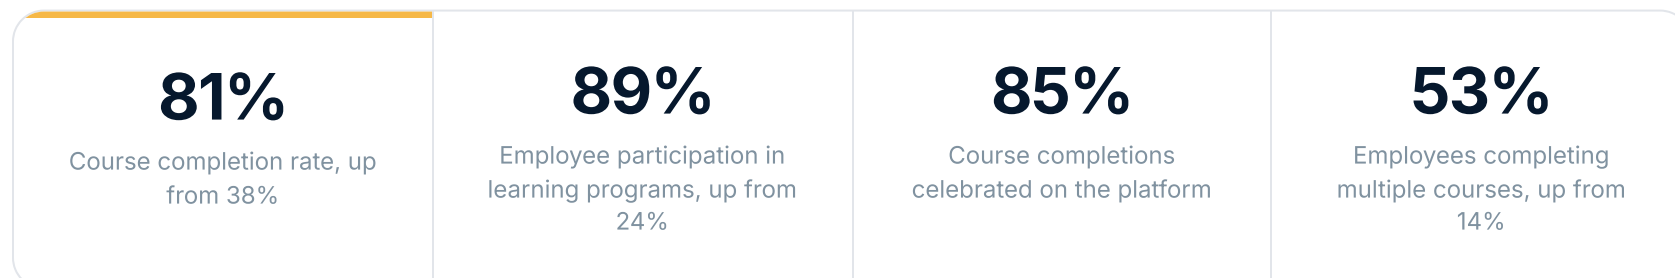 81%
Course completion rate, up
from 38%
89%
Employee participation in
learning programs, up from
24%
85%
Course completions
celebrated on the platform
53%
Employees completing
multiple courses, up from
14%